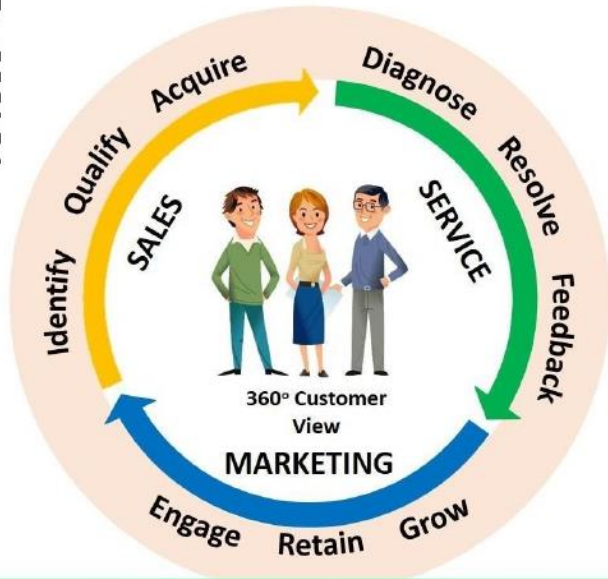 Identify
Qualify
Acquire
Diagnose
Resolve
Feedback
SALES
SERVICE
360° Customer
View
MARKETING
Engage
Retain
Grow